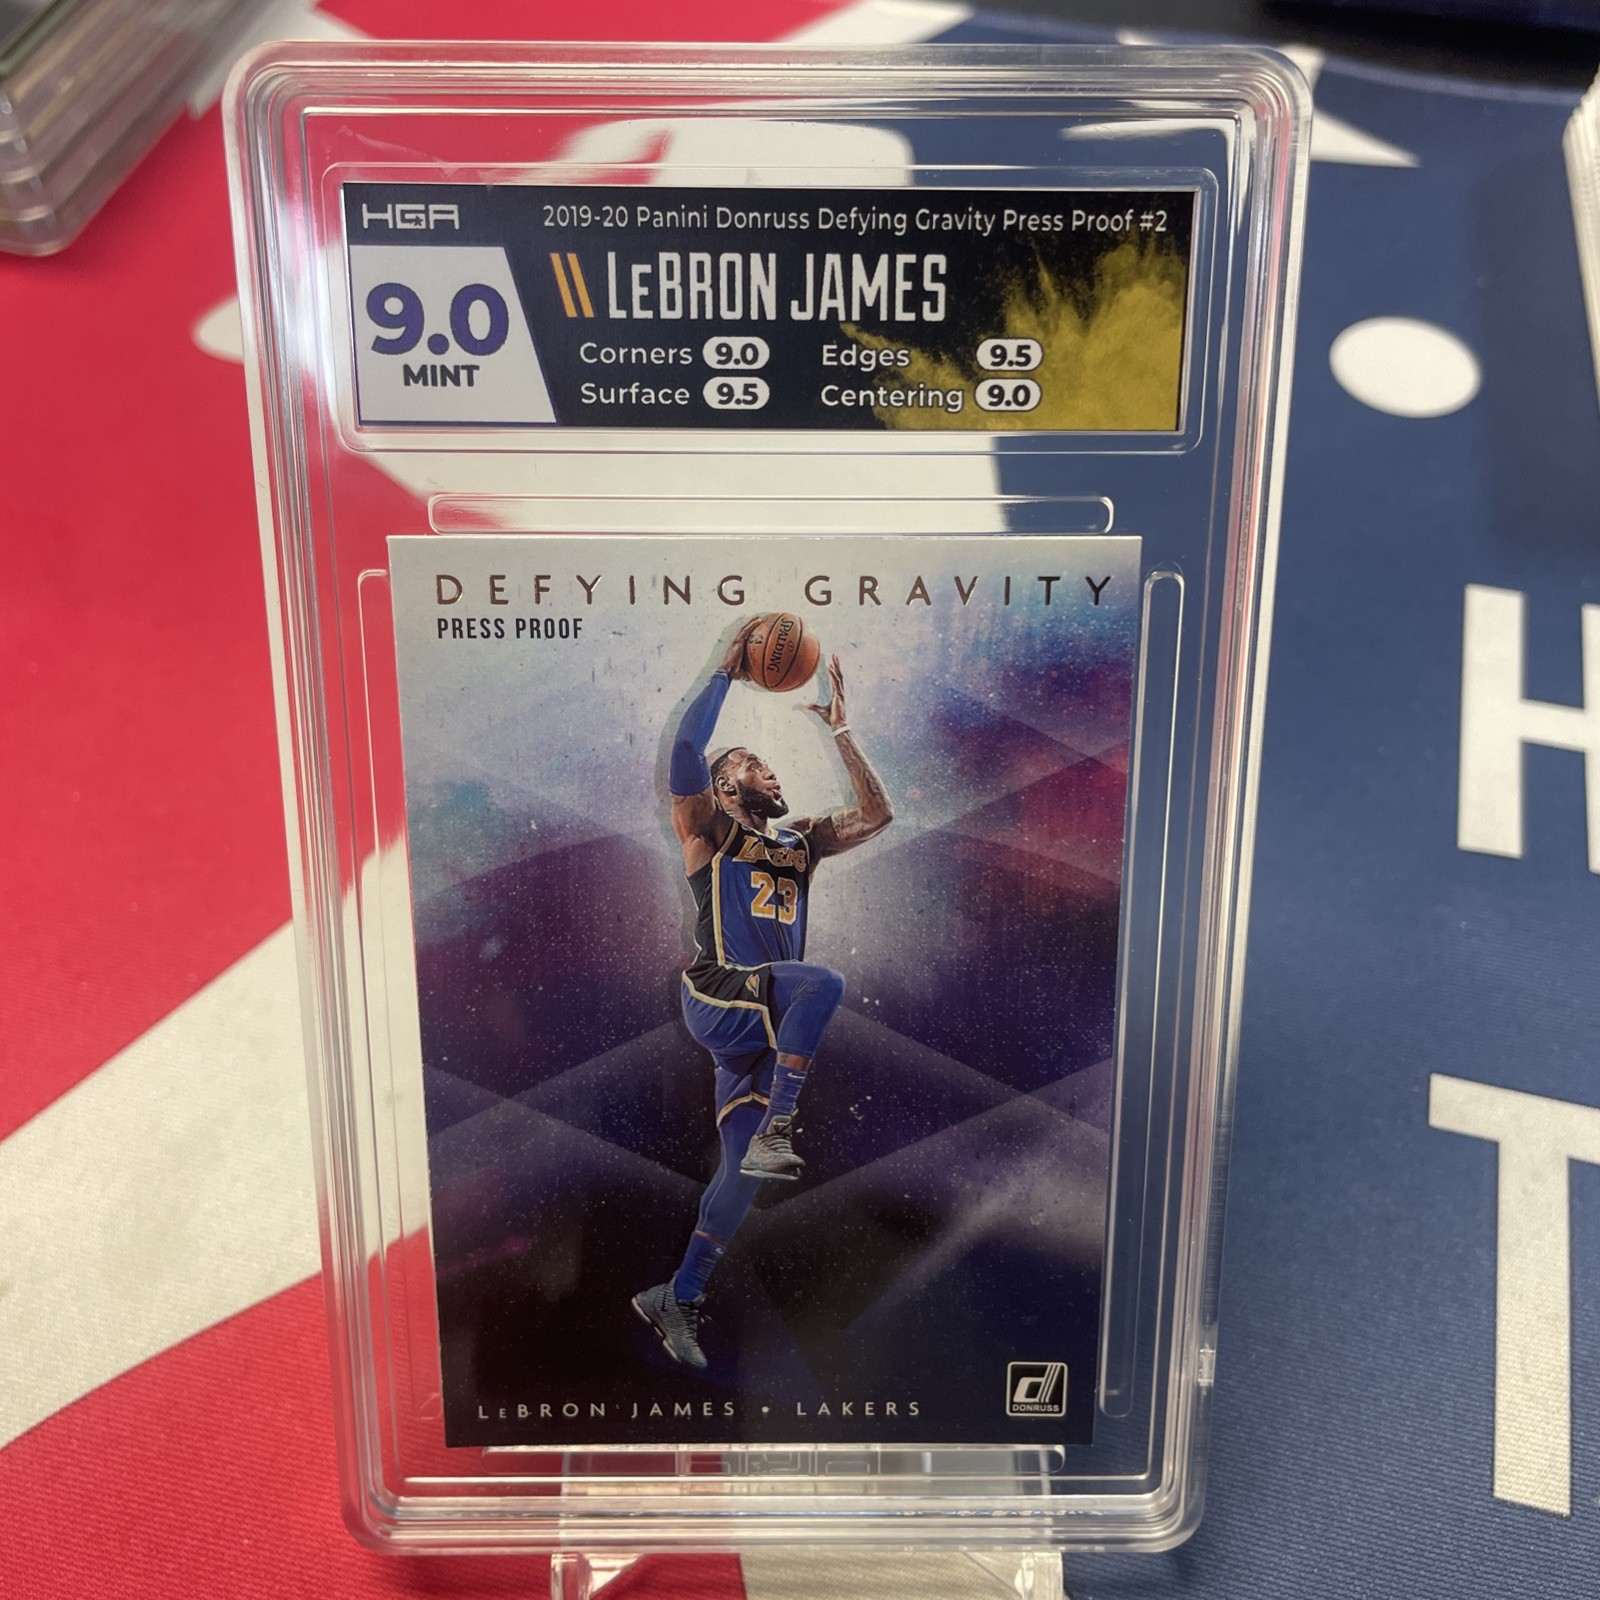 HGA
2019-20 Panini Donruss Defying Gravity Press Proof #2
LEBRON JAMES
9.0
MINT
Corners 9.0 Edges 9.5
Surface 9.5 Centering 9.0
DEFYING GRAVITY
PRESS PROOF
SPALDING
LAKERS
23
LEBRON JAMES • LAKERS
DONRUSS
H
T